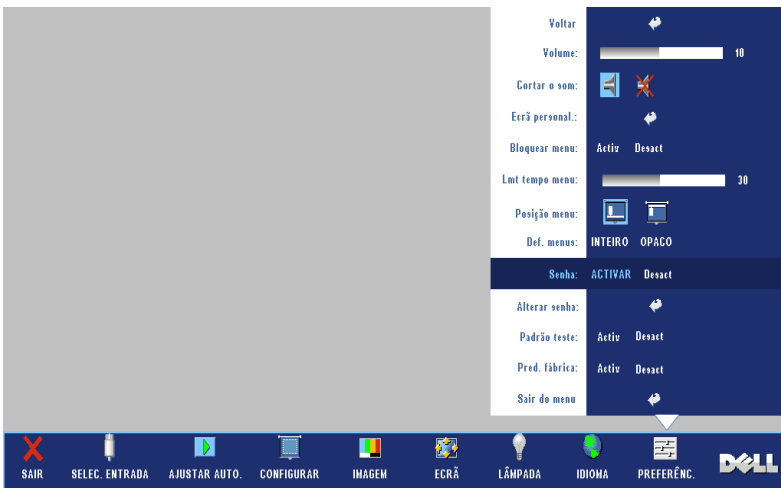 Voltar
Volume: 10
Cortar o som:
Ecrã personal.:
Bloquear menu: Activ Desact
Lmt tempo menu: 30
Posição menu:
Def. menus: INTEIRO OPACO
Senha: ACTIVAR Desact
Alterar senha:
Padrão teste: Activ Desact
Pred. fábrica: Activ Desact
Sair do menu
SAIR SELEC. ENTRADA AJUSTAR AUTO. CONFIGURAR IMAGEM ECRÃ LÂMPADA IDIOMA PREFERÊNC. DELL